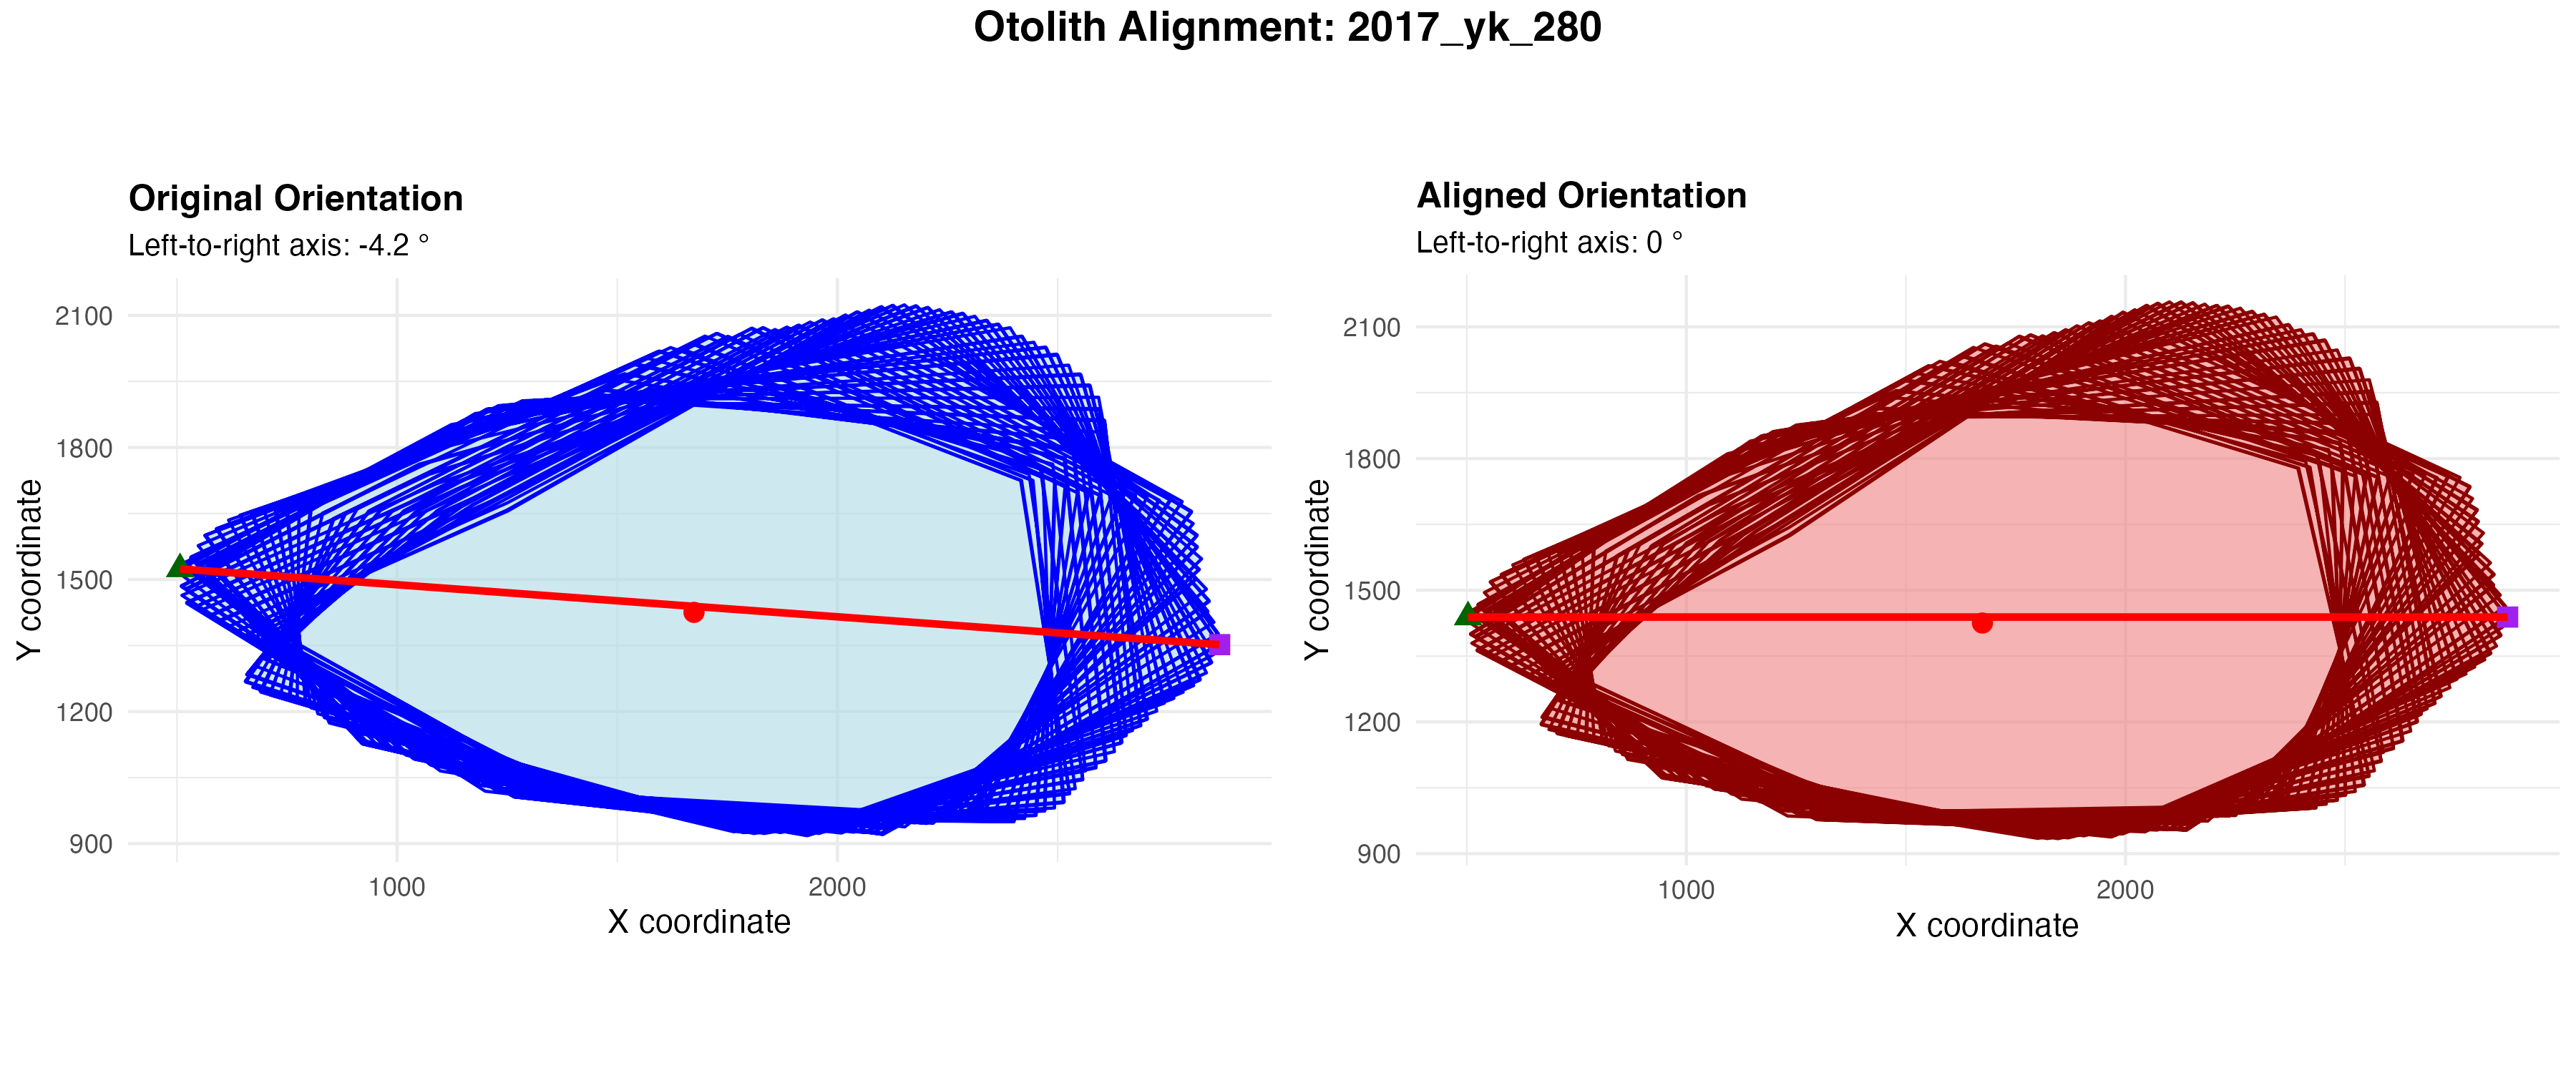 Otolith Alignment: 2017_yk_280
Original Orientation
Left-to-right axis: -4.2 °
2100
1800
1500
1200
900
Y coordinate
1000
2000
X coordinate
Aligned Orientation
Left-to-right axis: 0 °
2100
1800
1500
1200
900
Y coordinate
1000
2000
X coordinate